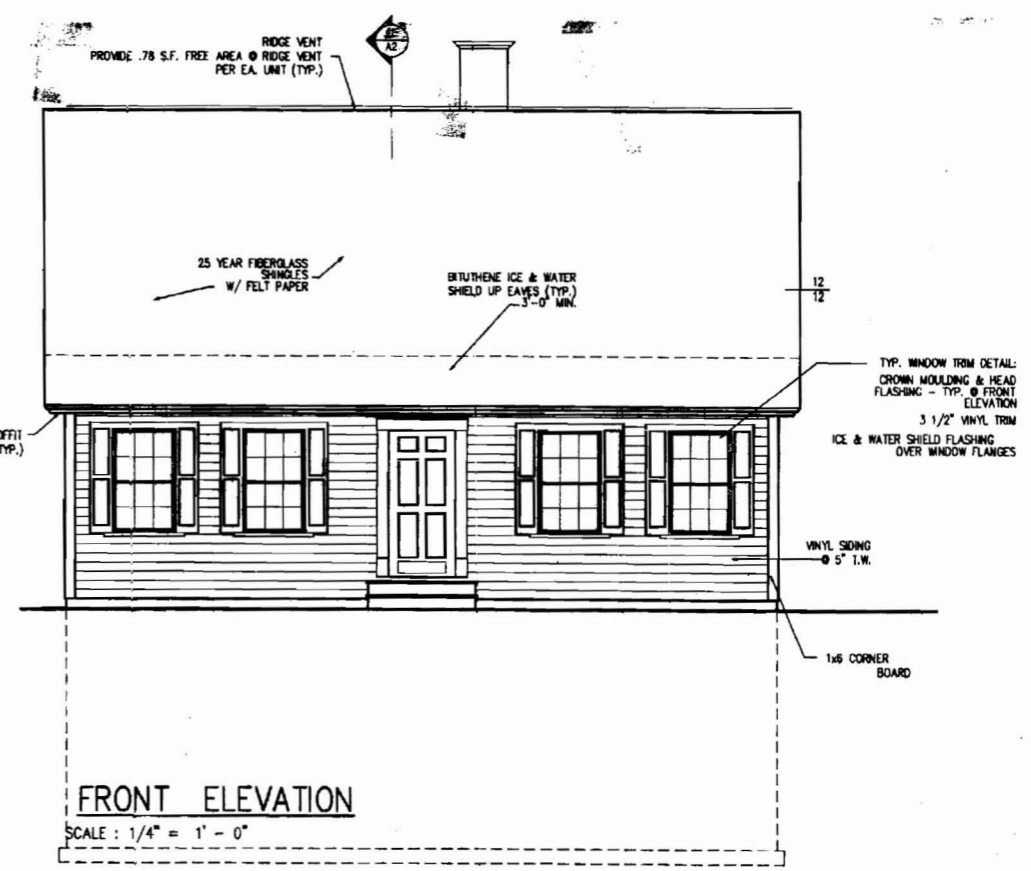 RIDGE VENT
PROVIDE .78 S.F. FREE AREA @ RIDGE VENT
PER EA. UNIT (TYP.)
A2
25 YEAR FIBERGLASS
SHINGLES
W/ FELT PAPER
BITUTHENE ICE & WATER
SHIELD UP EAVES (TYP.)
3'-0" MIN.
12
12
TYP. WINDOW TRIM DETAIL:
CROWN MOULDING & HEAD
FLASHING - TYP. @ FRONT
ELEVATION
3 1/2" VINYL TRIM
ICE & WATER SHIELD FLASHING
OVER WINDOW FLANGES
TYP.)
VINYL SIDING
@ 5" T.W.
1x6 CORNER
BOARD
FRONT ELEVATION
SCALE : 1/4" = 1' - 0"